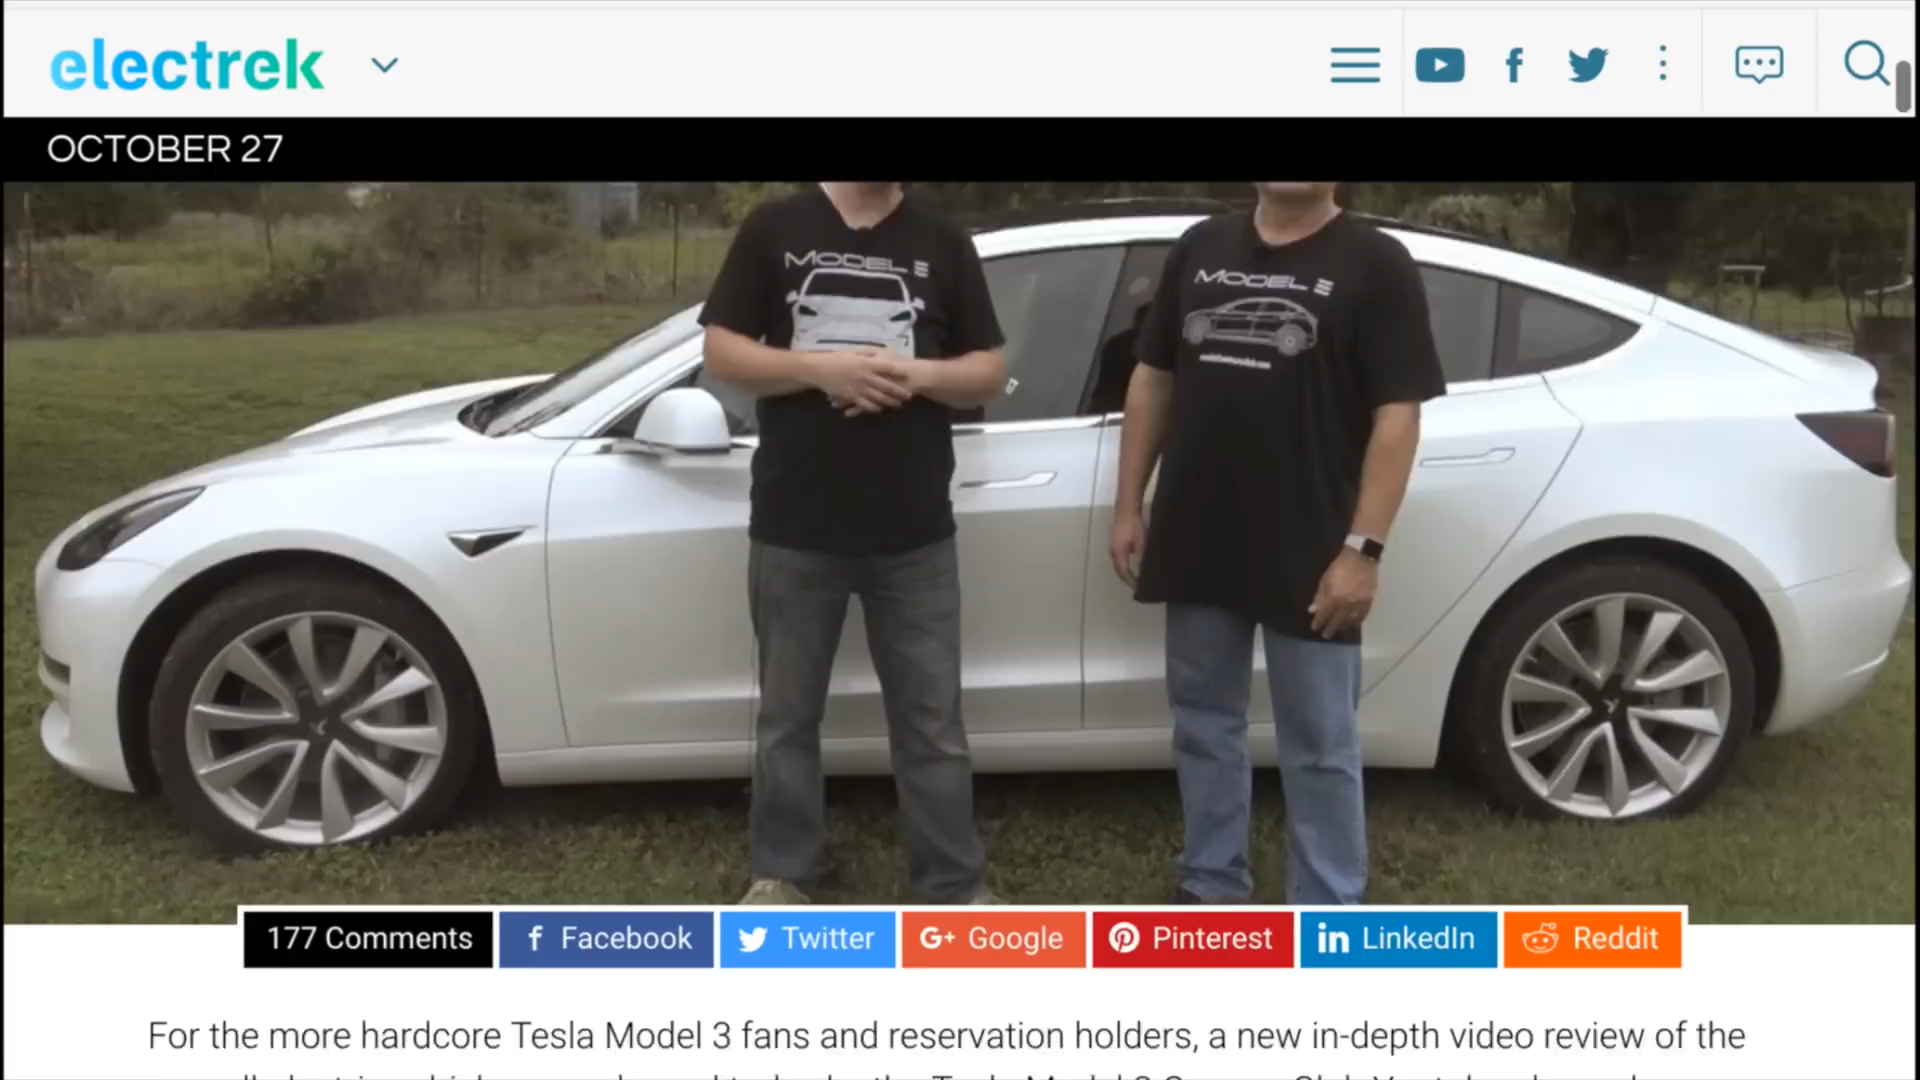 electrek
OCTOBER 27
MODEL Ξ
MODEL Ξ
177 Comments
Facebook
Twitter
G+ Google
Pinterest
in LinkedIn
Reddit
For the more hardcore Tesla Model 3 fans and reservation holders, a new in-depth video review of the